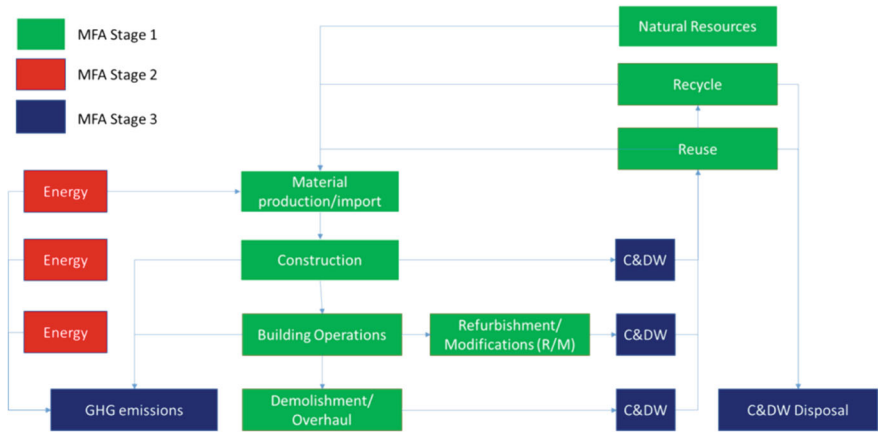 MFA Stage 1
MFA Stage 2
MFA Stage 3
Natural Resources
Recycle
Reuse
Energy
Material
production/import
Energy
Construction
C&DW
Energy
Building Operations
Refurbishment/
Modifications (R/M)
C&DW
GHG emissions
Demolishment/
Overhaul
C&DW
C&DW Disposal